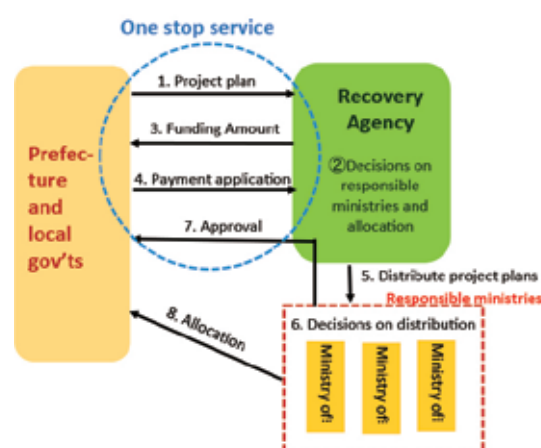 One stop service
1. Project plan
Recovery
Agency
3. Funding Amount
Prefec-
ture
and
local
gov'ts
②Decisions on
responsible
ministries and
allocation
4. Payment application
7. Approval
5. Distribute project plans
Responsible ministries
8. Allocation
6. Decisions on distribution
Ministry of⁝
Ministry of⁝
Ministry of⁝